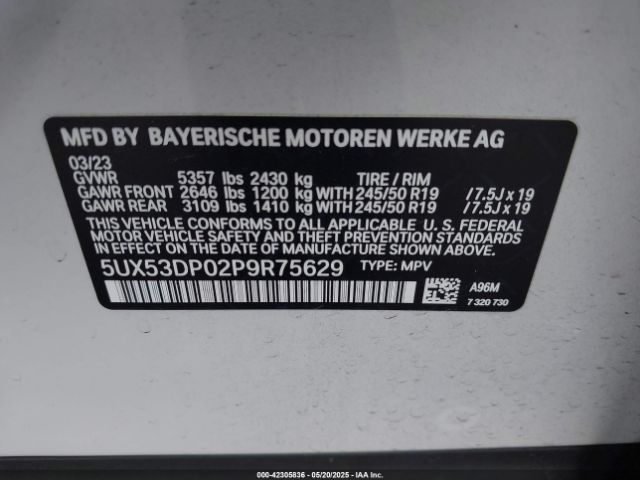 MFD BY BAYERISCHE MOTOREN WERKE AG
03/23
GVWR 5357 lbs 2430 kg TIRE / RIM
GAWR FRONT 2646 lbs 1200 kg WITH 245/50 R19 /7.5J x 19
GAWR REAR 3109 lbs 1410 kg WITH 245/50 R19 /7.5J x 19
THIS VEHICLE CONFORMS TO ALL APPLICABLE U. S. FEDERAL
MOTOR VEHICLE SAFETY AND THEFT PREVENTION STANDARDS
IN EFFECT ON THE DATE OF MANUFACTURE SHOWN ABOVE.
5UX53DP02P9R75629 TYPE: MPV
A96M
7 320 730
000-42305836 - 05/20/2025 - IAA Inc.